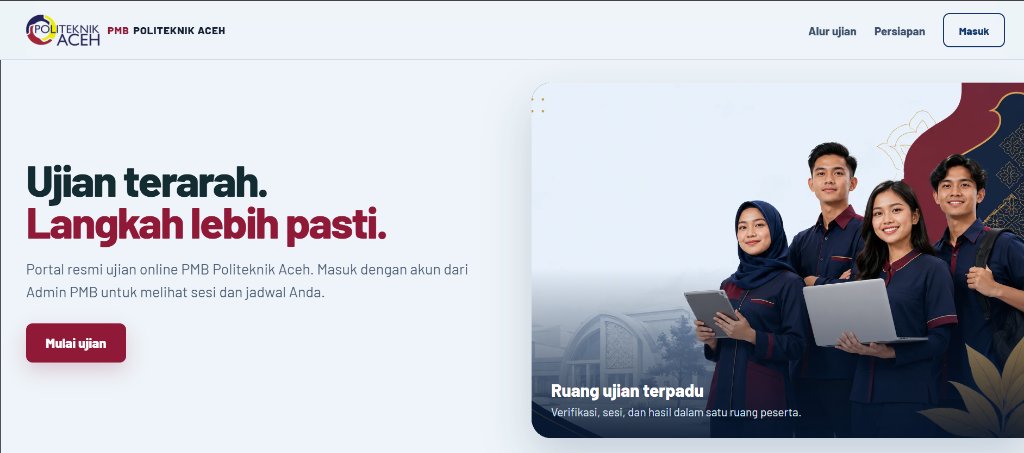 POLITEKNIK
ACEH
PMB POLITEKNIK ACEH
Alur ujian
Persiapan
Masuk
Ujian terarah.
Langkah lebih pasti.
Portal resmi ujian online PMB Politeknik Aceh. Masuk dengan akun dari
Admin PMB untuk melihat sesi dan jadwal Anda.
Mulai ujian
Ruang ujian terpadu
Verifikasi, sesi, dan hasil dalam satu ruang peserta.